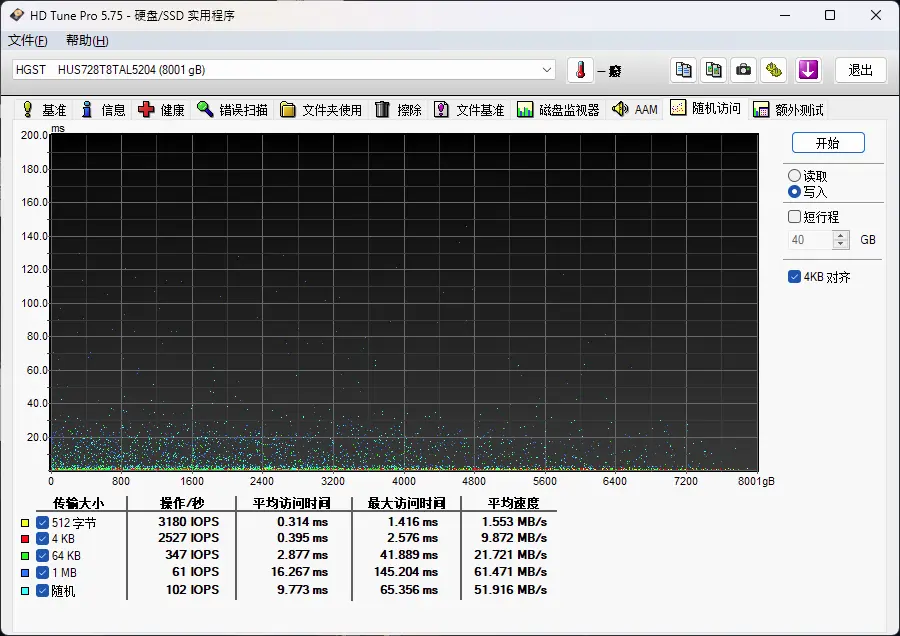 HD Tune Pro 5.75 - 硬盘/SSD 实用程序
文件(F) 帮助(H)
HGST HUS728T8TAL5204 (8001 gB)
退出
基准 信息 健康 错误扫描 文件夹使用 擦除 文件基准 磁盘监视器 AAM 随机访问 额外测试
ms
200.0
180.0
160.0
140.0
120.0
100.0
80.0
60.0
40.0
20.0
0 800 1600 2400 3200 4000 4800 5600 6400 7200 8001gB
开始
读取
写入
短行程
40 GB
4KB 对齐
传输大小 操作/秒 平均访问时间 最大访问时间 平均速度
512 字节 3180 IOPS 0.314 ms 1.416 ms 1.553 MB/s
4 KB 2527 IOPS 0.395 ms 2.576 ms 9.872 MB/s
64 KB 347 IOPS 2.877 ms 41.889 ms 21.721 MB/s
1 MB 61 IOPS 16.267 ms 145.204 ms 61.471 MB/s
随机 102 IOPS 9.773 ms 65.356 ms 51.916 MB/s